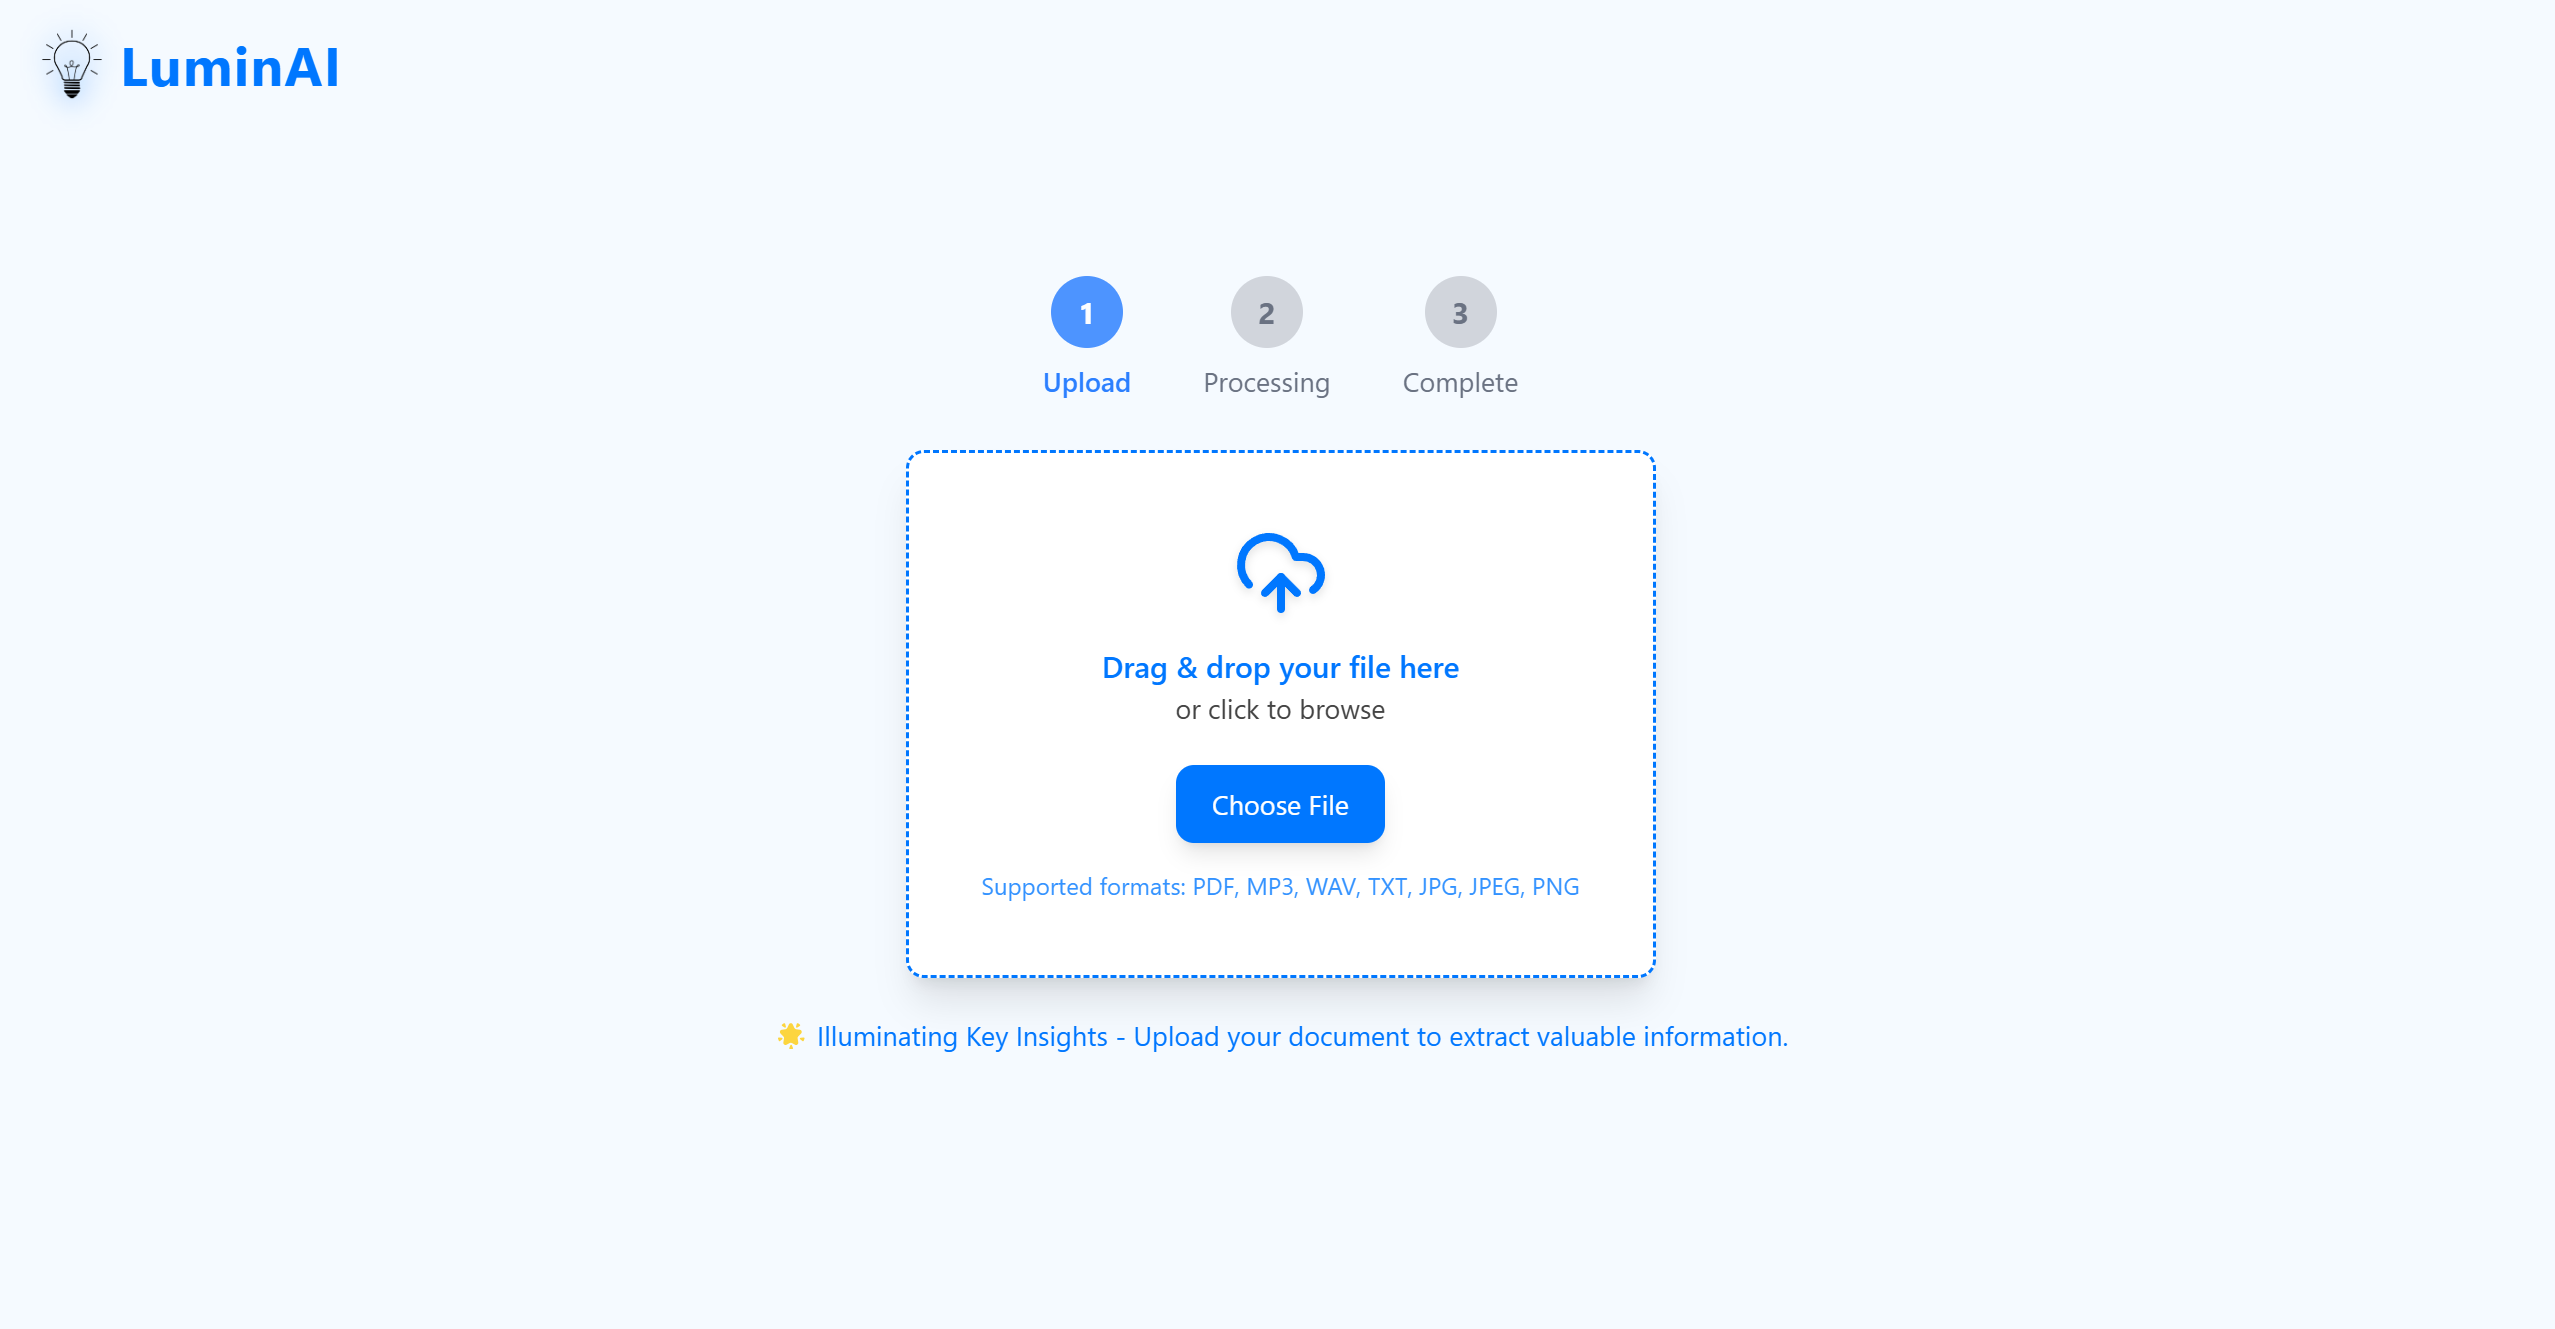 LuminAI
1
2
3
Upload
Processing
Complete
Drag & drop your file here
or click to browse
Choose File
Supported formats: PDF, MP3, WAV, TXT, JPG, JPEG, PNG
🌟 Illuminating Key Insights - Upload your document to extract valuable information.